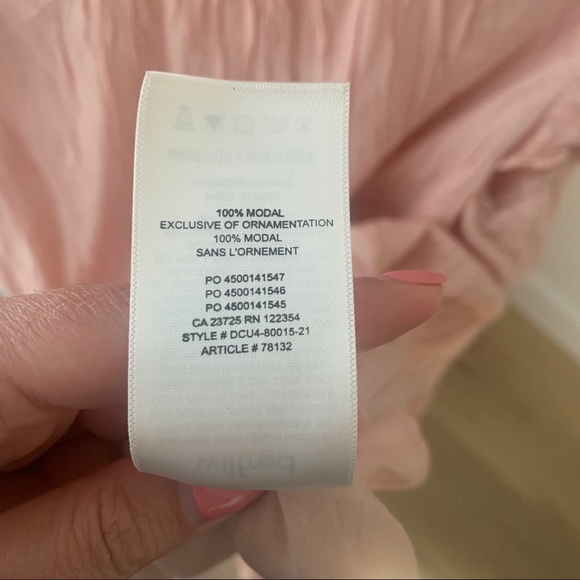 100% MODAL
EXCLUSIVE OF ORNAMENTATION
100% MODAL
SANS L'ORNEMENT
PO 4500141547
PO 4500141546
PO 4500141545
CA 23725 RN 122354
STYLE # DCU4-80015-21
ARTICLE # 78132
wilfred